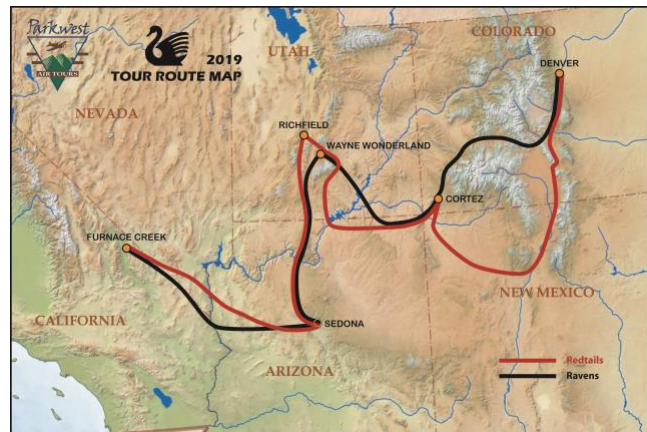 Parkwest
AIR TOURS
2019
TOUR ROUTE MAP
UTAH
COLORADO
DENVER
NEVADA
RICHFIELD
WAYNE WONDERLAND
CORTEZ
FURNACE CREEK
NEW MEXICO
CALIFORNIA
SEDONA
ARIZONA
Redtails
Ravens